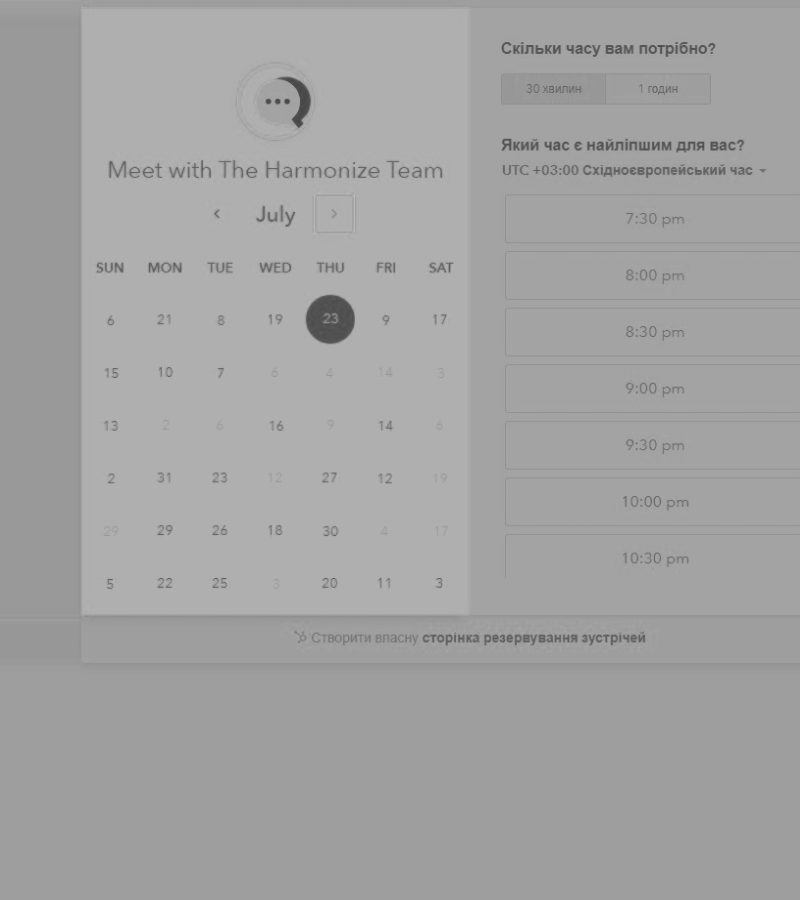 Meet with The Harmonize Team
July
SUN MON TUE WED THU FRI SAT
6 21 8 19 23 9 17
15 10 7 6 4 14 3
13 2 6 16 9 14 6
2 31 23 12 27 12 19
29 29 26 18 30 4 17
5 22 25 3 20 11 3
Скільки часу вам потрібно?
30 хвилин 1 годин
Який час є найліпшим для вас?
UTC +03:00 Східноєвропейський час
7:30 pm
8:00 pm
8:30 pm
9:00 pm
9:30 pm
10:00 pm
10:30 pm
Створити власну сторінка резервування зустрічей